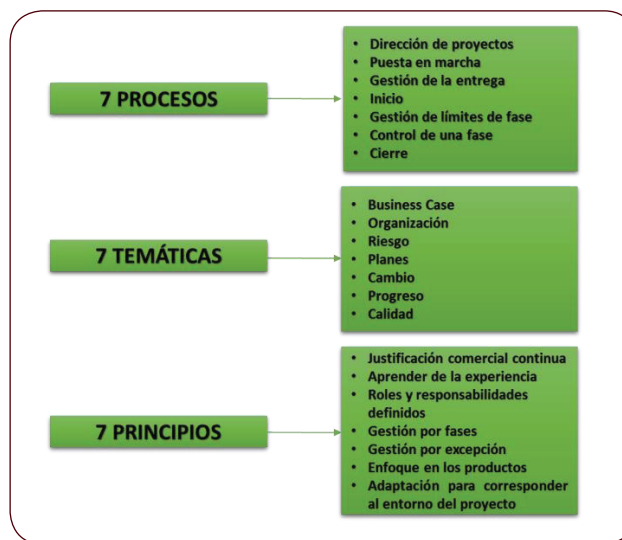 7 PROCESOS
• Dirección de proyectos
• Puesta en marcha
• Gestión de la entrega
• Inicio
• Gestión de límites de fase
• Control de una fase
• Cierre
7 TEMÁTICAS
• Business Case
• Organización
• Riesgo
• Planes
• Cambio
• Progreso
• Calidad
7 PRINCIPIOS
• Justificación comercial continua
• Aprender de la experiencia
• Roles y responsabilidades
definidos
• Gestión por fases
• Gestión por excepción
• Enfoque en los productos
• Adaptación para corresponder
al entorno del proyecto